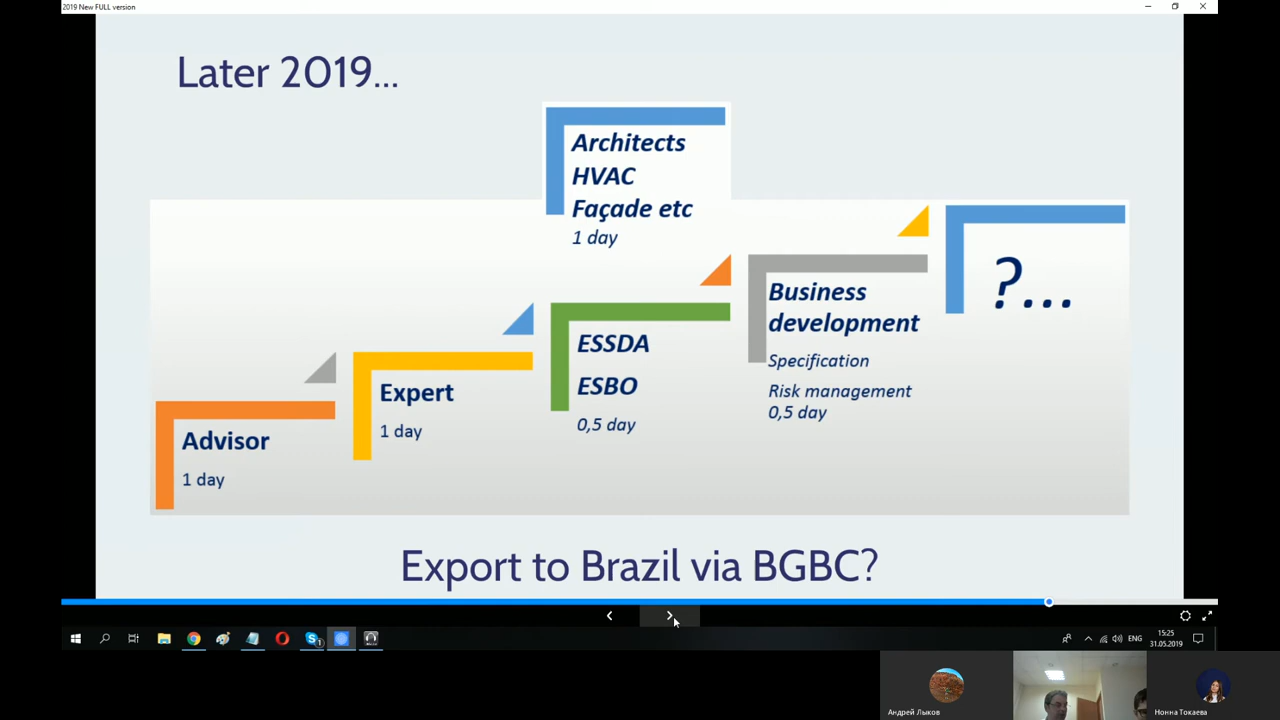 2019 New FULL version
Later 2019...
Architects
HVAC
Façade etc
1 day
?...
Business
development
Specification
Risk management
0,5 day
ESSDA
ESBO
0,5 day
Expert
1 day
Advisor
1 day
Export to Brazil via BGBC?
ENG
15:25
31.05.2019
Андрей Лыков
Нонна Токаева